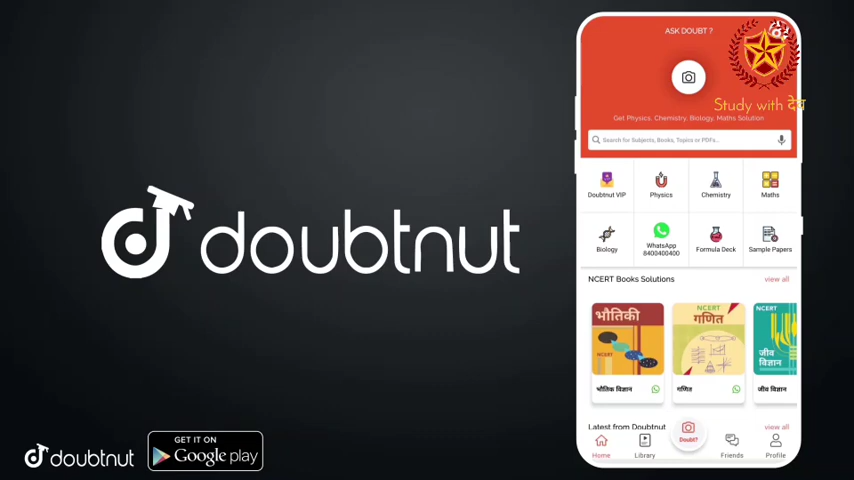 ASK DOUBT ?
Study with देव
Get Physics, Chemistry, Biology, Maths Solution
Search for Subjects, Books, Topics or PDFs...
Doubtnut VIP
Physics
Chemistry
Maths
doubtnut
Biology
WhatsApp
8400400400
Formula Deck
Sample Papers
NCERT Books Solutions
view all
भौतिकी
NCERT
NCERT
गणित
NCERT
जीव
विज्ञान
भौतिक विज्ञान
गणित
जीव विज्ञान
Latest from Doubtnut
view all
Doubt?
Home
Library
Friends
Profile
doubtnut
GET IT ON
Google play